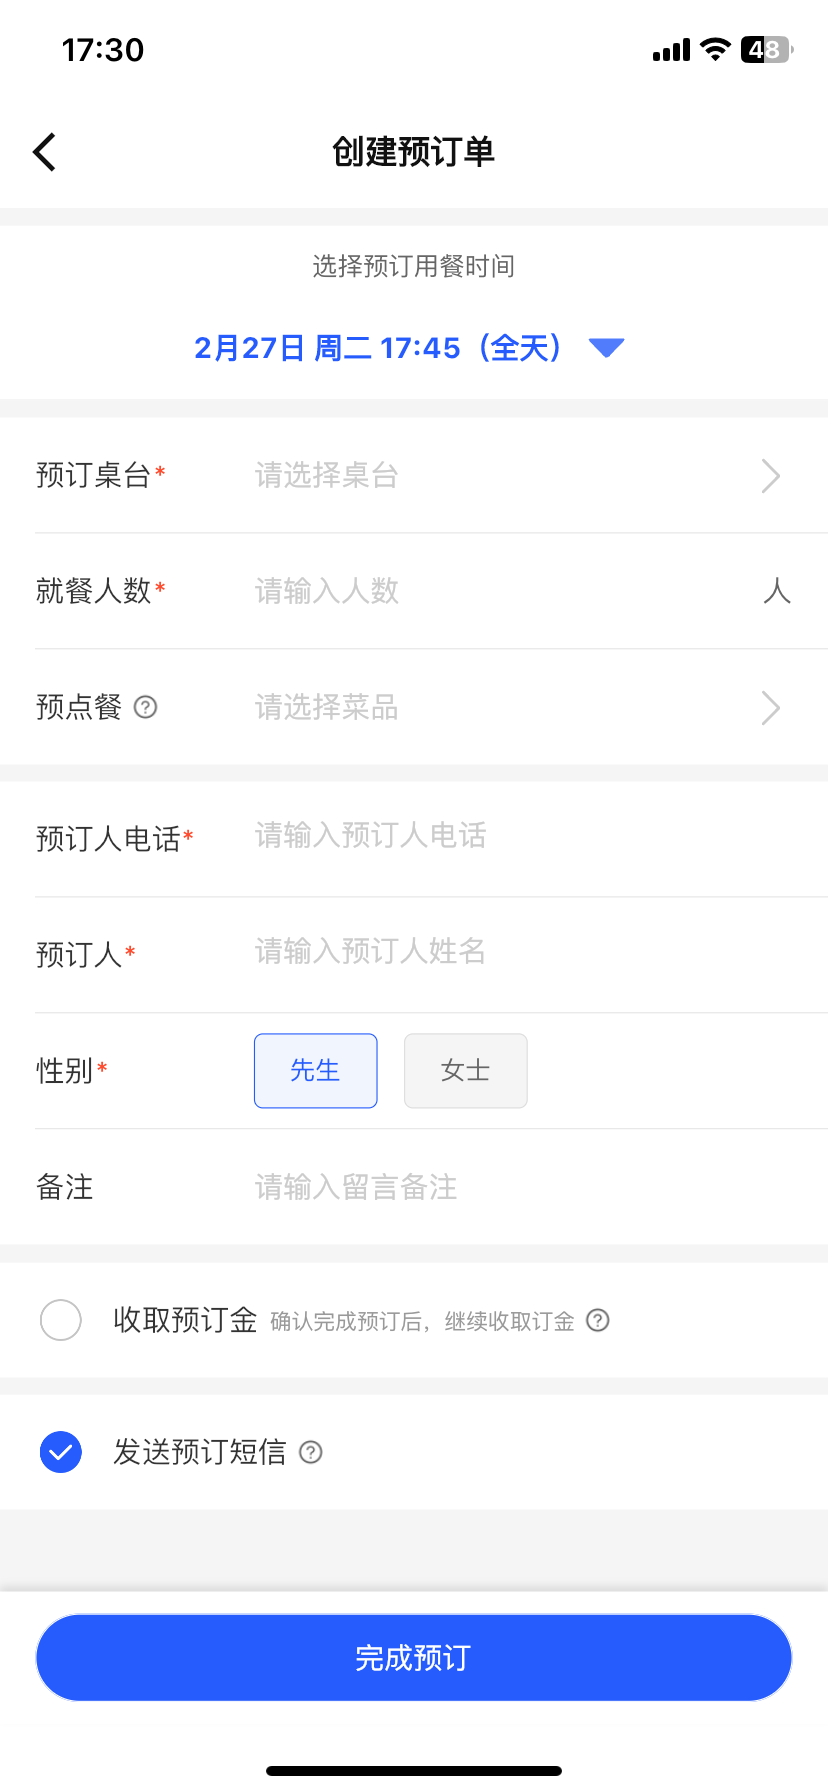 17:30
48
创建预订单
选择预订用餐时间
2月27日 周二 17:45（全天）
预订桌台* 请选择桌台
就餐人数* 请输入人数 人
预点餐 ? 请选择菜品
预订人电话* 请输入预订人电话
预订人* 请输入预订人姓名
性别* 先生 女士
备注 请输入留言备注
收取预订金 确认完成预订后，继续收取订金 ?
发送预订短信 ?
完成预订